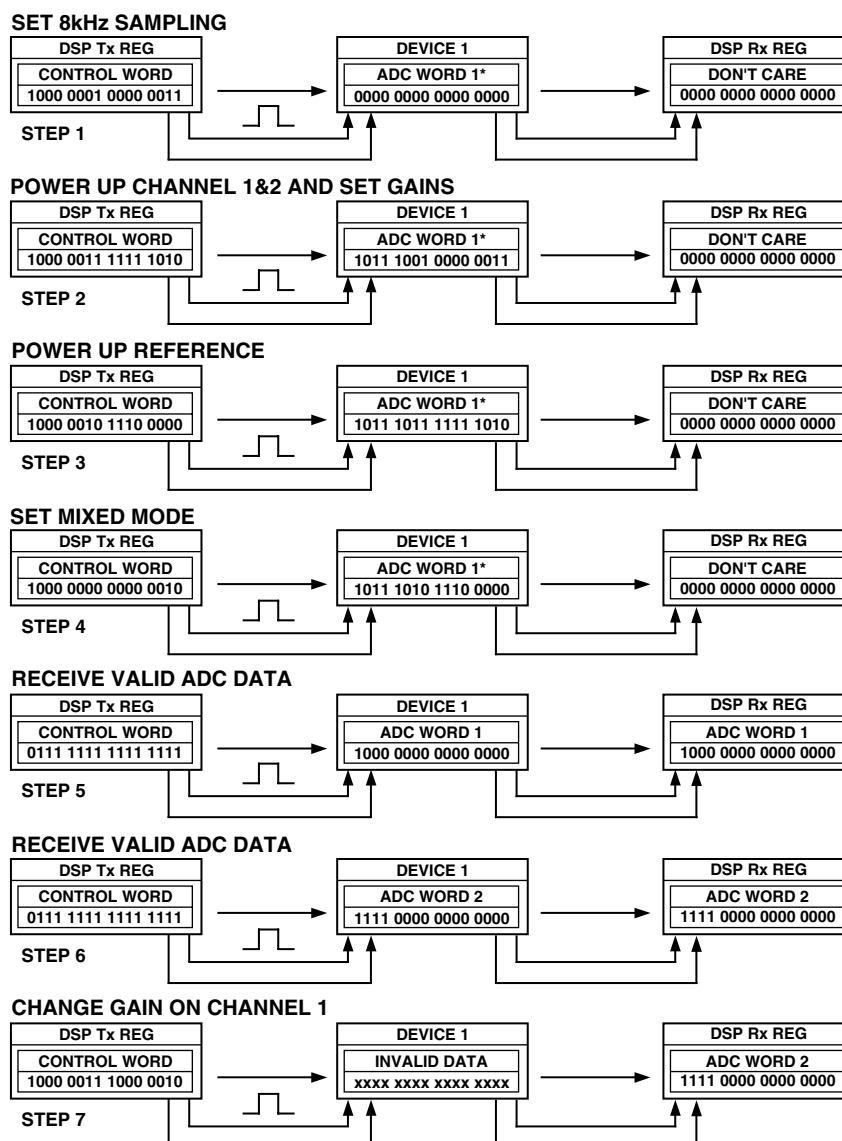 SET 8kHz SAMPLING
DSP Tx REG DEVICE 1 DSP Rx REG
CONTROL WORD ADC WORD 1* DON'T CARE
1000 0001 0000 0011 0000 0000 0000 0000 0000 0000 0000 0000
STEP 1
POWER UP CHANNEL 1&2 AND SET GAINS
DSP Tx REG DEVICE 1 DSP Rx REG
CONTROL WORD ADC WORD 1* DON'T CARE
1000 0011 1111 1010 1011 1001 0000 0011 0000 0000 0000 0000
STEP 2
POWER UP REFERENCE
DSP Tx REG DEVICE 1 DSP Rx REG
CONTROL WORD ADC WORD 1* DON'T CARE
1000 0010 1110 0000 1011 1011 1111 1010 0000 0000 0000 0000
STEP 3
SET MIXED MODE
DSP Tx REG DEVICE 1 DSP Rx REG
CONTROL WORD ADC WORD 1* DON'T CARE
1000 0000 0000 0010 1011 1010 1110 0000 0000 0000 0000 0000
STEP 4
RECEIVE VALID ADC DATA
DSP Tx REG DEVICE 1 DSP Rx REG
CONTROL WORD ADC WORD 1 ADC WORD 1
0111 1111 1111 1111 1000 0000 0000 0000 1000 0000 0000 0000
STEP 5
RECEIVE VALID ADC DATA
DSP Tx REG DEVICE 1 DSP Rx REG
CONTROL WORD ADC WORD 2 ADC WORD 2
0111 1111 1111 1111 1111 0000 0000 0000 1111 0000 0000 0000
STEP 6
CHANGE GAIN ON CHANNEL 1
DSP Tx REG DEVICE 1 DSP Rx REG
CONTROL WORD INVALID DATA ADC WORD 2
1000 0011 1000 0010 xxxx xxxx xxxx xxxx 1111 0000 0000 0000
STEP 7